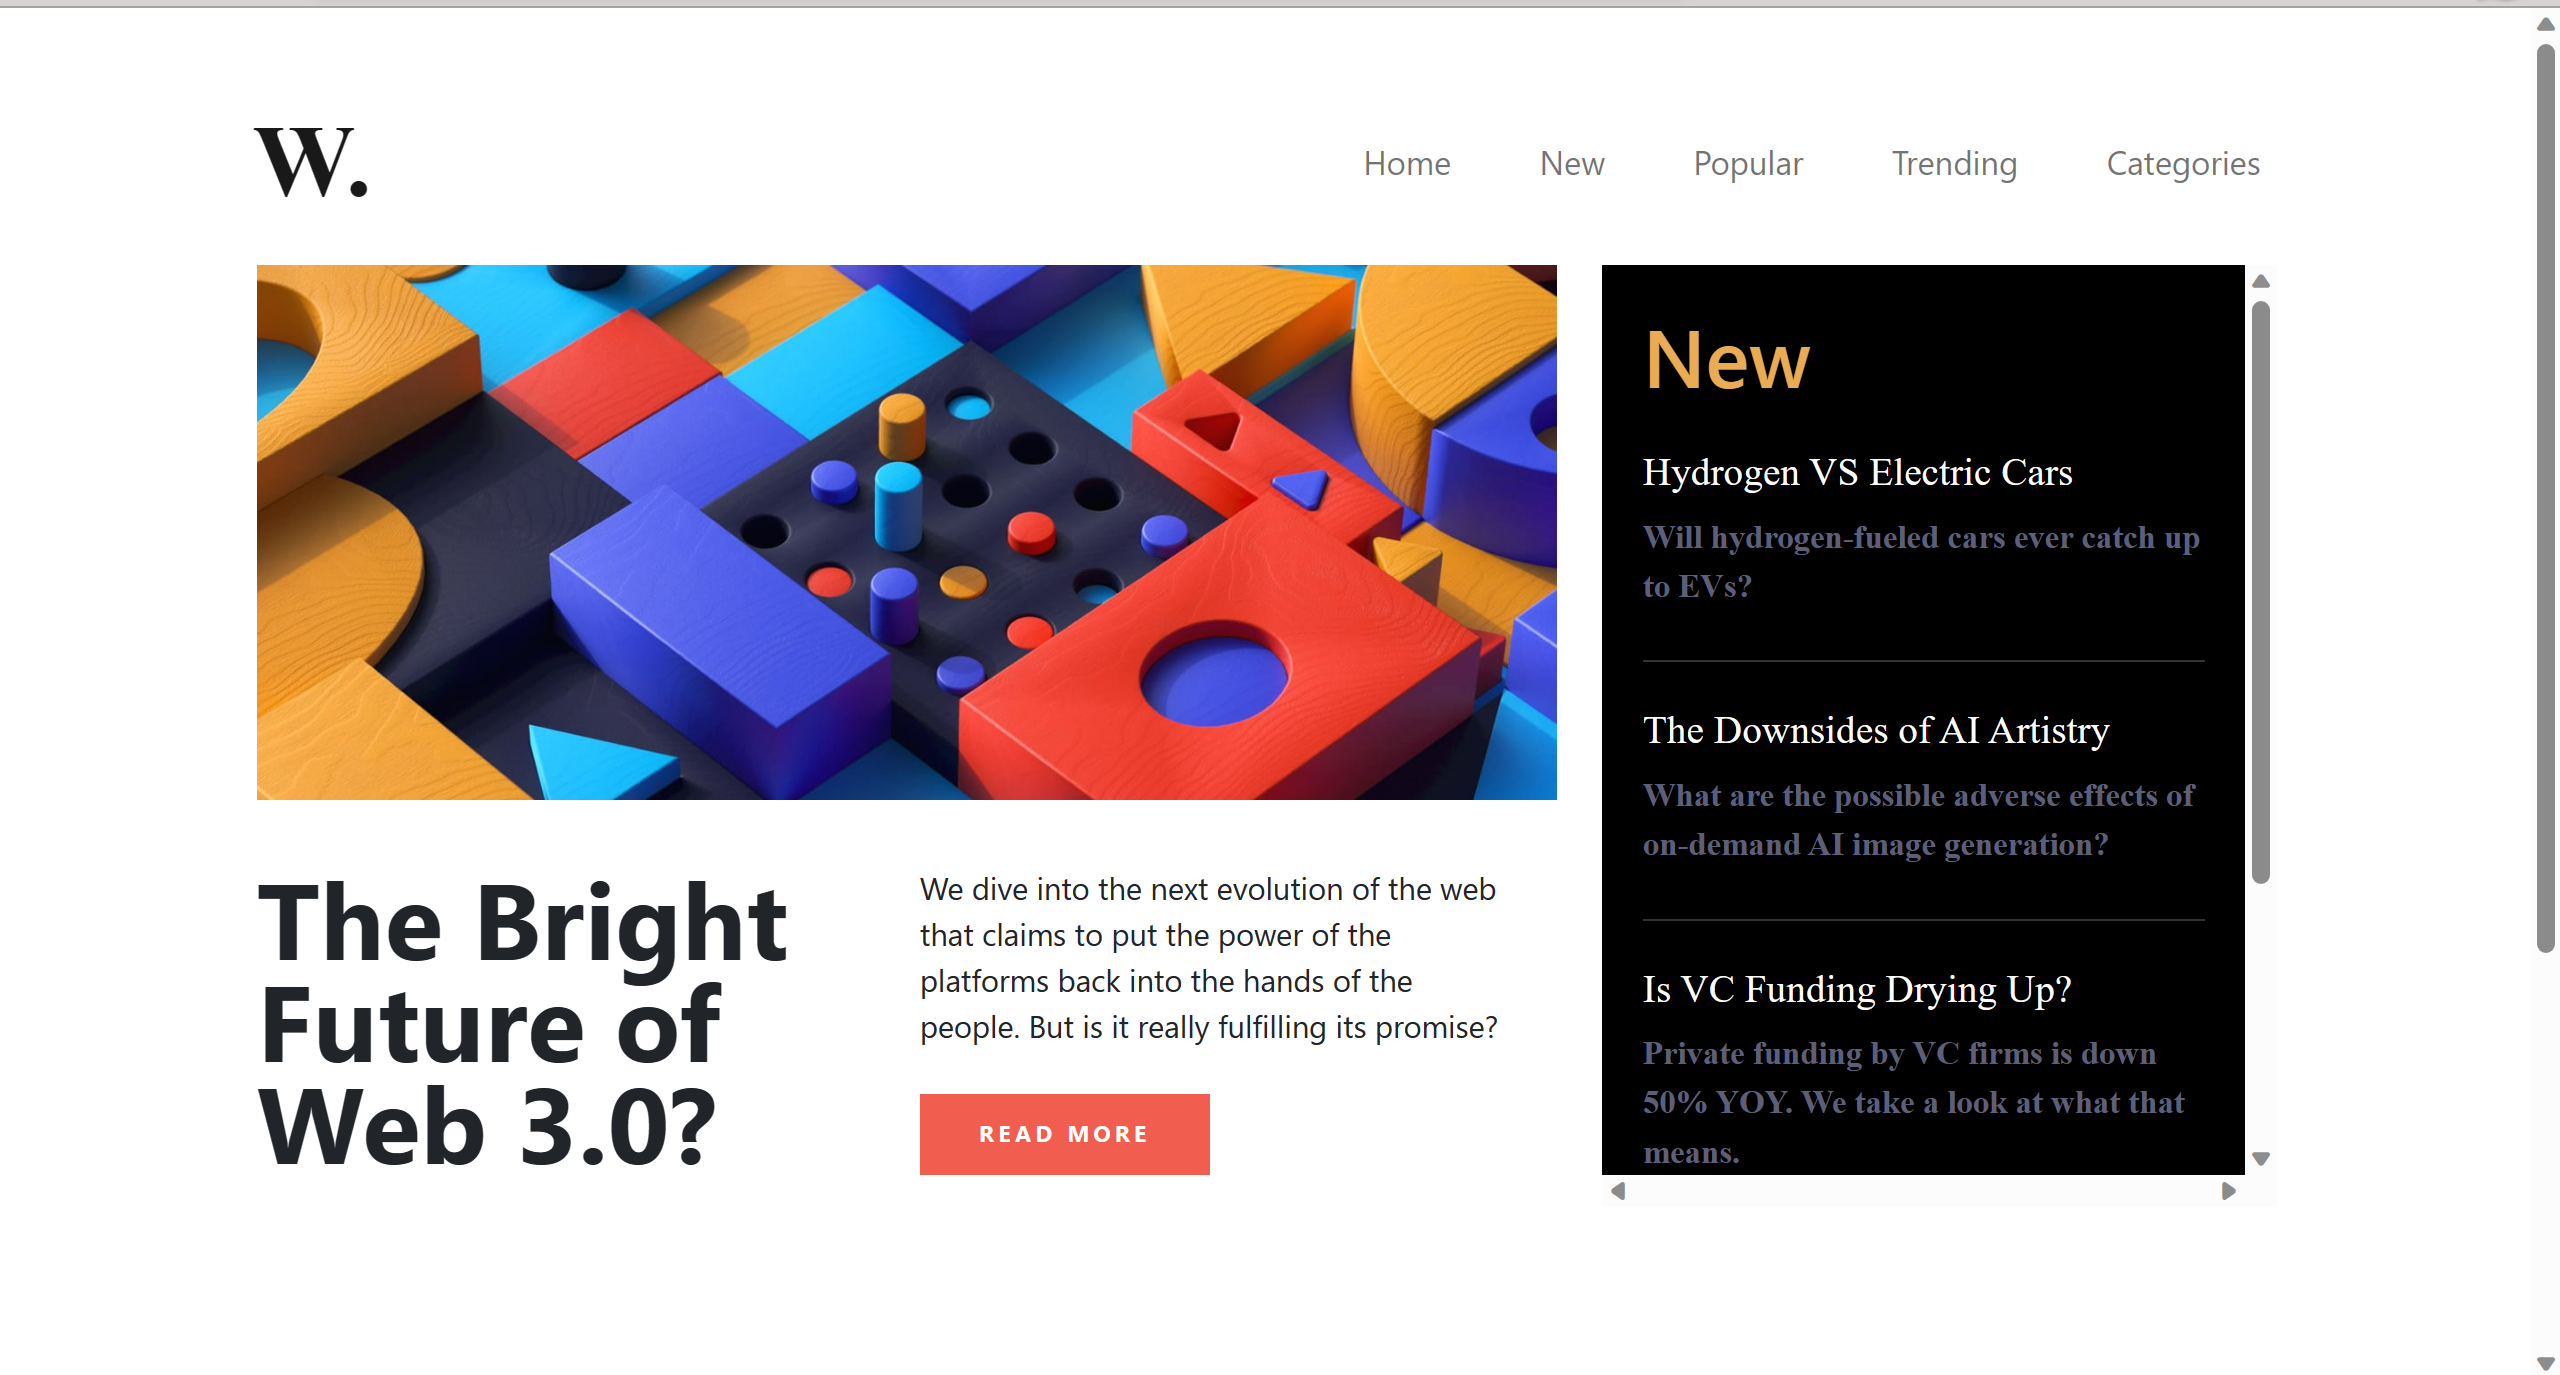 W.
Home New Popular Trending Categories
The Bright
Future of
Web 3.0?
We dive into the next evolution of the web
that claims to put the power of the
platforms back into the hands of the
people. But is it really fulfilling its promise?
READ MORE
New
Hydrogen VS Electric Cars
Will hydrogen-fueled cars ever catch up
to EVs?
The Downsides of AI Artistry
What are the possible adverse effects of
on-demand AI image generation?
Is VC Funding Drying Up?
Private funding by VC firms is down
50% YOY. We take a look at what that
means.